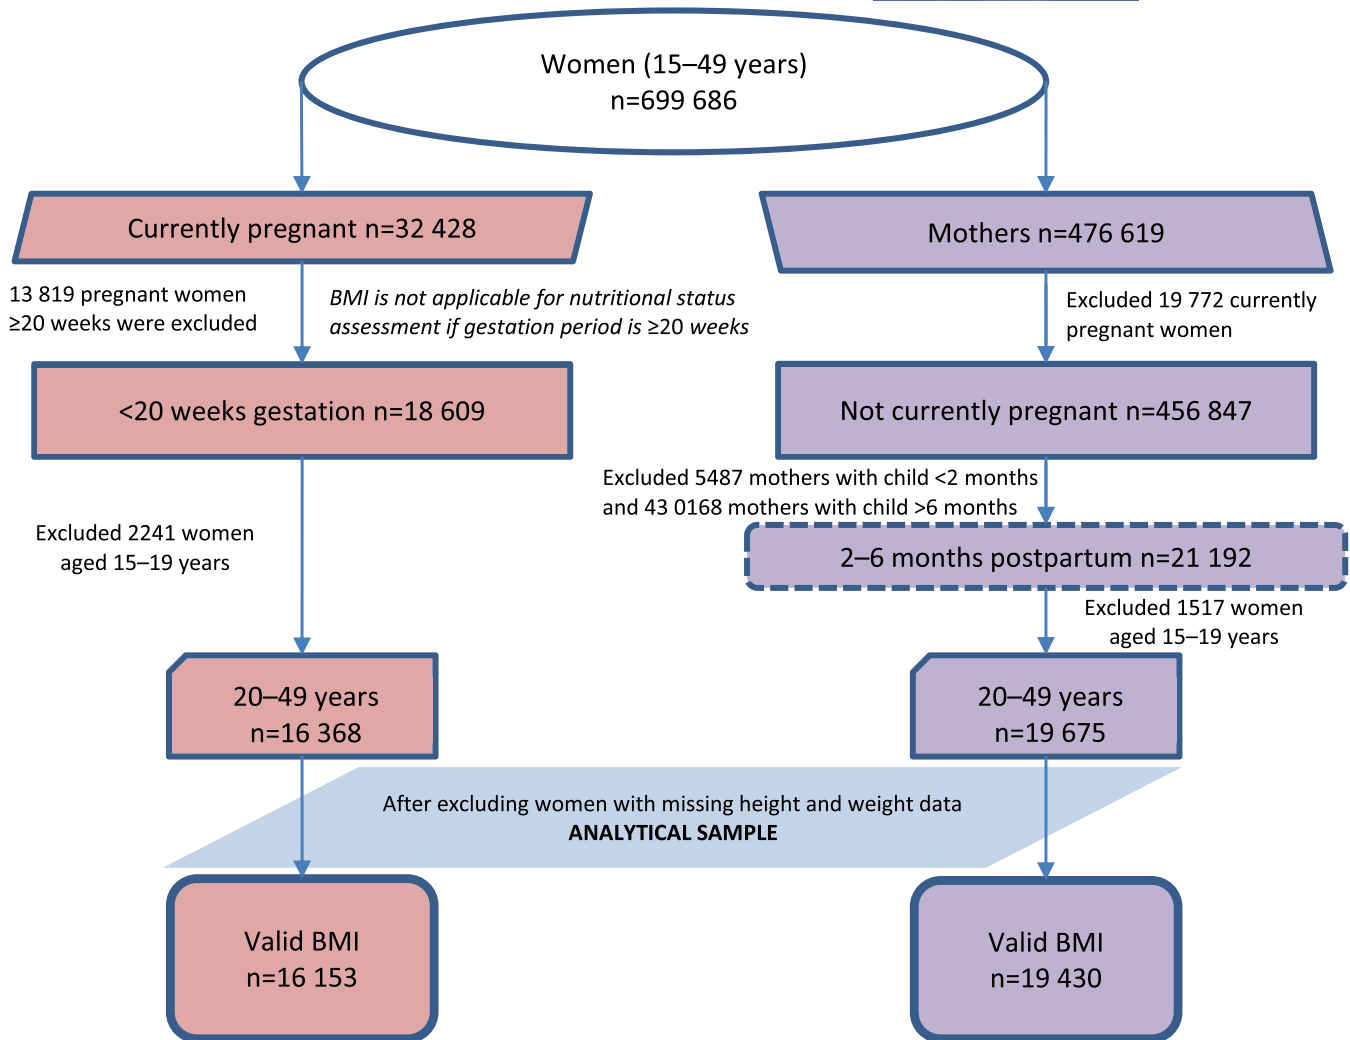 Women (15–49 years)
n=699 686
Currently pregnant n=32 428
Mothers n=476 619
13 819 pregnant women
≥20 weeks were excluded
BMI is not applicable for nutritional status
assessment if gestation period is ≥20 weeks
Excluded 19 772 currently
pregnant women
<20 weeks gestation n=18 609
Not currently pregnant n=456 847
Excluded 5487 mothers with child <2 months
and 43 0168 mothers with child >6 months
Excluded 2241 women
aged 15–19 years
2–6 months postpartum n=21 192
Excluded 1517 women
aged 15–19 years
20–49 years
n=16 368
20–49 years
n=19 675
After excluding women with missing height and weight data
ANALYTICAL SAMPLE
Valid BMI
n=16 153
Valid BMI
n=19 430